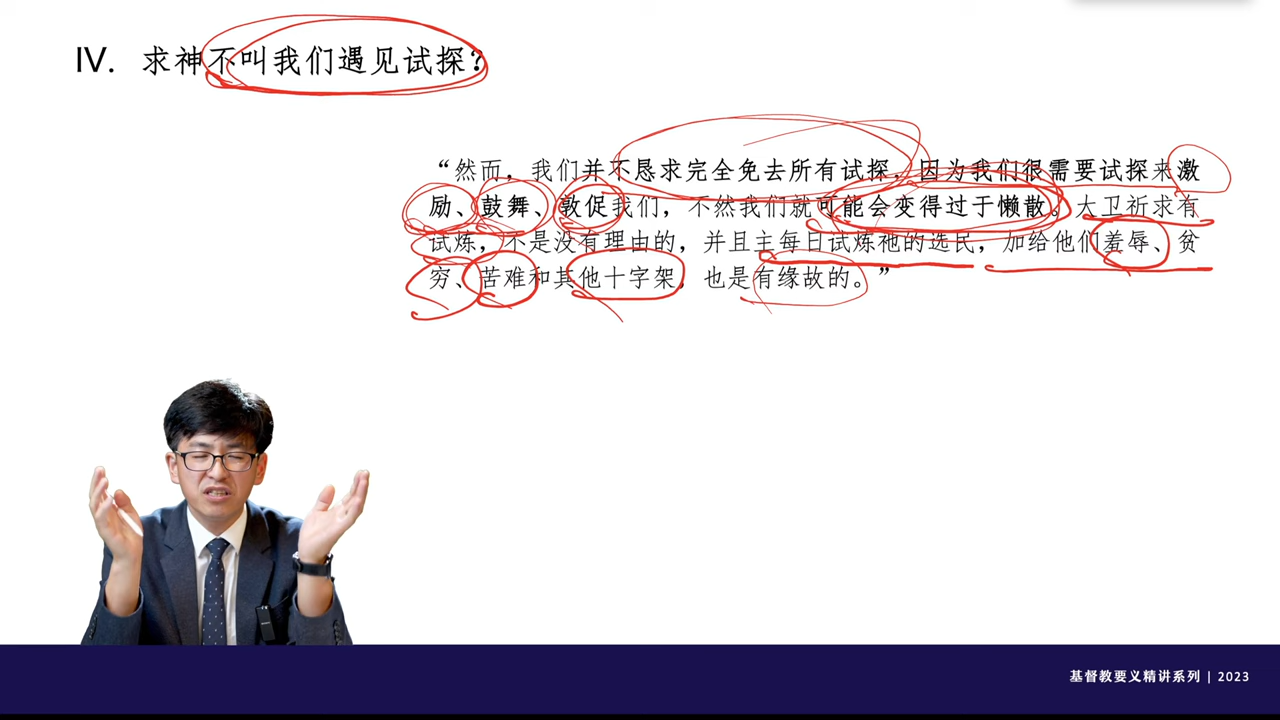 IV. 求神不叫我们遇见试探?
“然而，我们并不恳求完全免去所有试探，因为我们很需要试探来激
励、鼓舞、敦促我们，不然我们就可能会变得过于懒散。大卫祈求有
试炼，不是没有理由的，并且主每日试炼祂的选民，加给他们羞辱、贫
穷、苦难和其他十字架，也是有缘故的。”
基督教要义精讲系列 | 2023